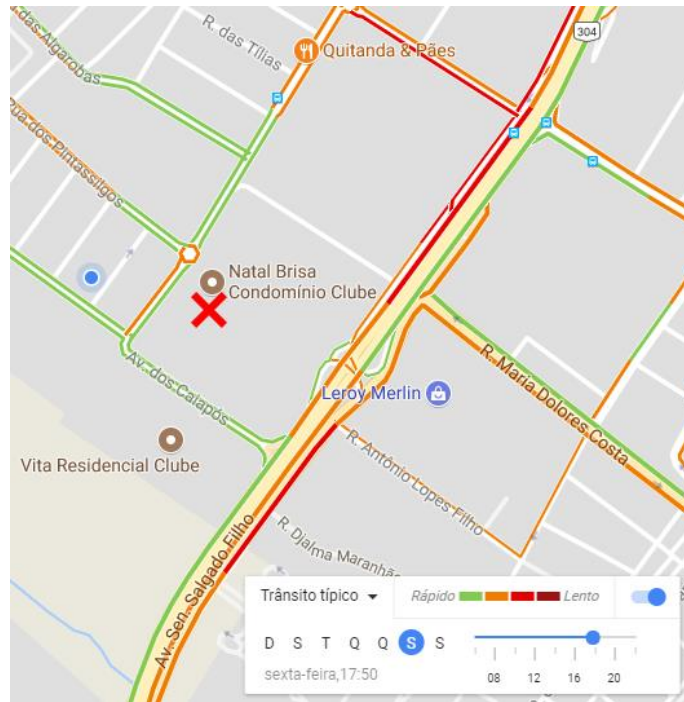 R. das Algarobas
R. das Tílias
Quitanda & Pães
304
Rua dos Pintassilgos
Natal Brisa
Condomínio Clube
Av. dos Caiapós
Leroy Merlin
R. Maria Dolores Costa
Vita Residencial Clube
R. Antônio Lopes Filho
R. Djalma Maranhão
Av. Sen. Salgado Filho
Trânsito típico
Rápido
Lento
D S T Q Q S S
sexta-feira,17:50
08 12 16 20